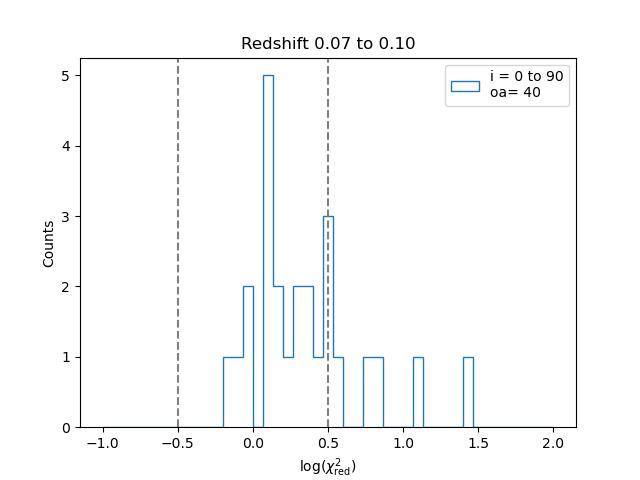 Redshift 0.07 to 0.10
i = 0 to 90
oa= 40
5
4
3
2
1
0
Counts
−1.0 −0.5 0.0 0.5 1.0 1.5 2.0
log(χ²red)